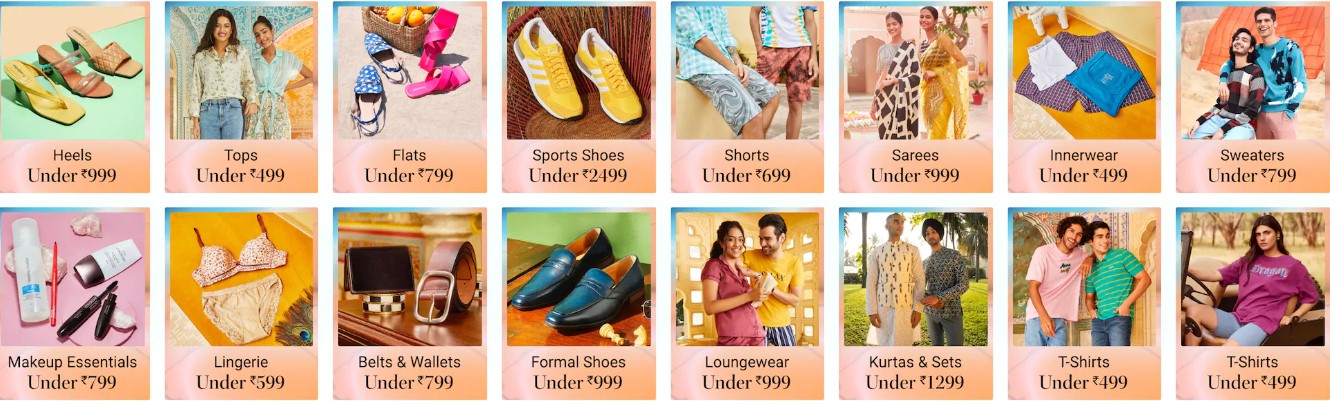 Heels
Under ₹999
Tops
Under ₹499
Flats
Under ₹799
Sports Shoes
Under ₹2499
Shorts
Under ₹699
Sarees
Under ₹999
Innerwear
Under ₹499
Sweaters
Under ₹799
Makeup Essentials
Under ₹799
Lingerie
Under ₹599
Belts & Wallets
Under ₹799
Formal Shoes
Under ₹999
Loungewear
Under ₹999
Kurtas & Sets
Under ₹1299
T-Shirts
Under ₹499
T-Shirts
Under ₹499